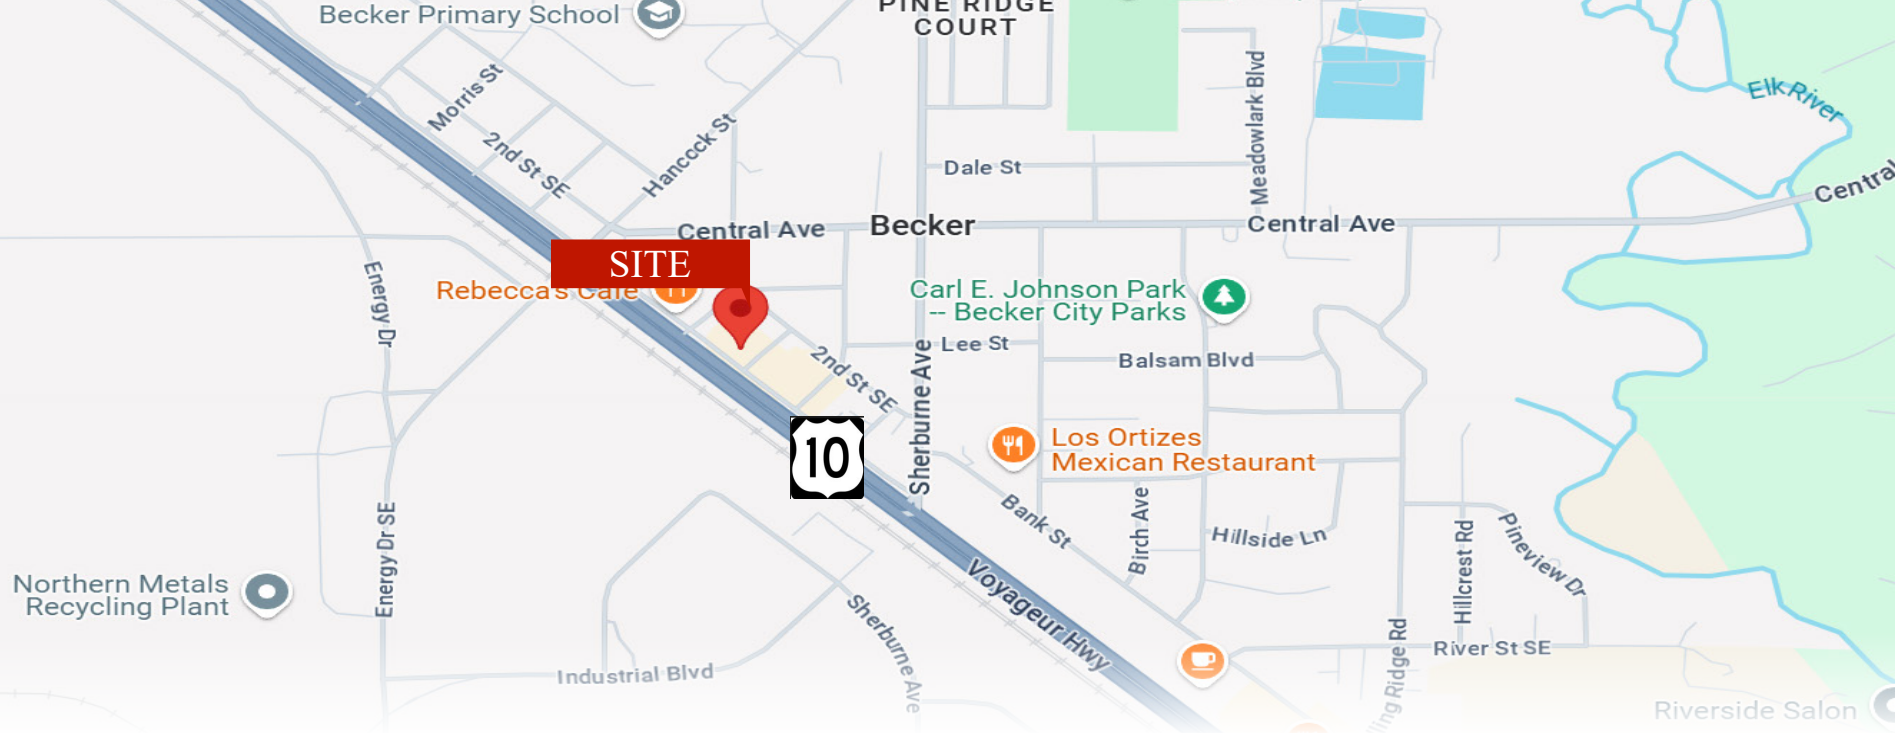 Becker Primary School
PINE RIDGE
COURT
Morris St
2nd St SE
Hancock St
Meadowlark Blvd
Elk River
Dale St
Central Ave
Becker
Central Ave
Central
SITE
Rebecca's Cafe
Energy Dr
Carl E. Johnson Park
-- Becker City Parks
2nd St SE
Sherburne Ave
Lee St
Balsam Blvd
10
Los Ortizes
Mexican Restaurant
Bank St
Birch Ave
Hillside Ln
Hillcrest Rd
Pineview Dr
Energy Dr SE
Northern Metals
Recycling Plant
Voyageur Hwy
Sherburne Ave
Industrial Blvd
ling Ridge Rd
River St SE
Riverside Salon